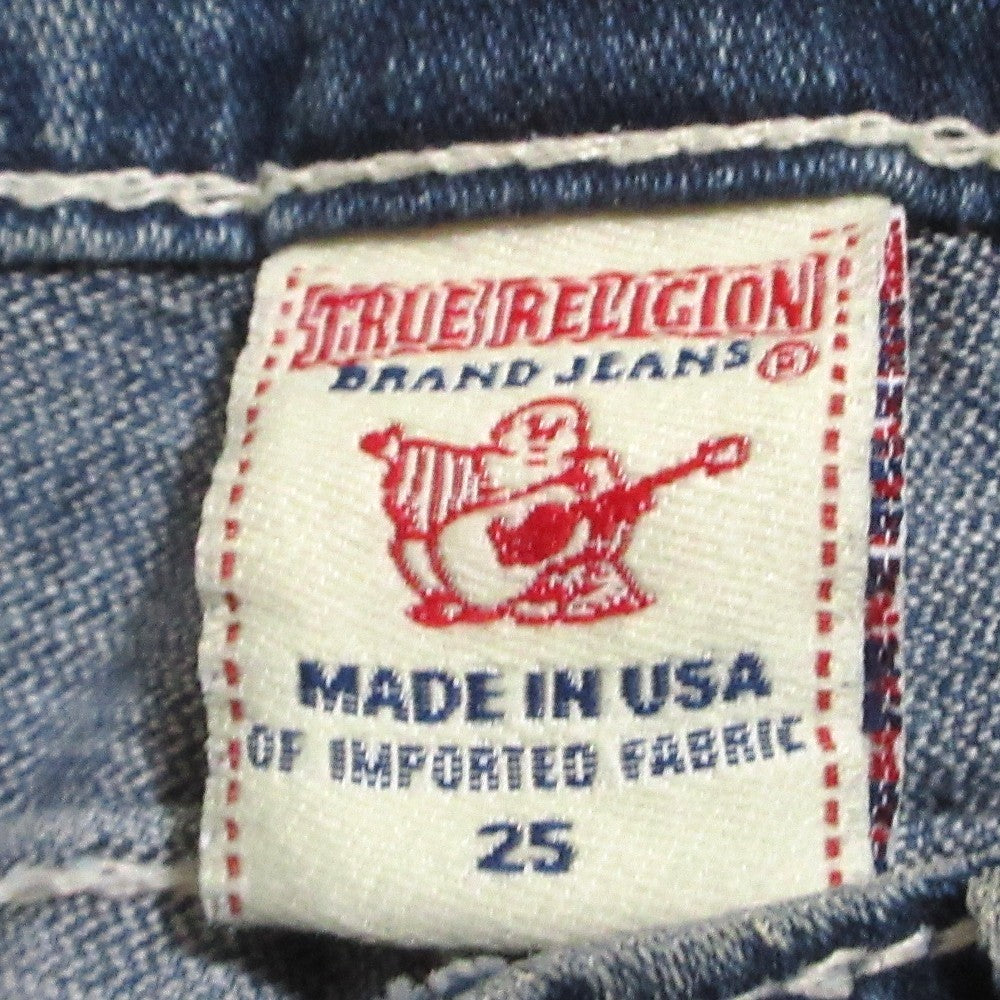 TRUE RELIGION
BRAND JEANS ®
MADE IN USA
OF IMPORTED FABRIC
25